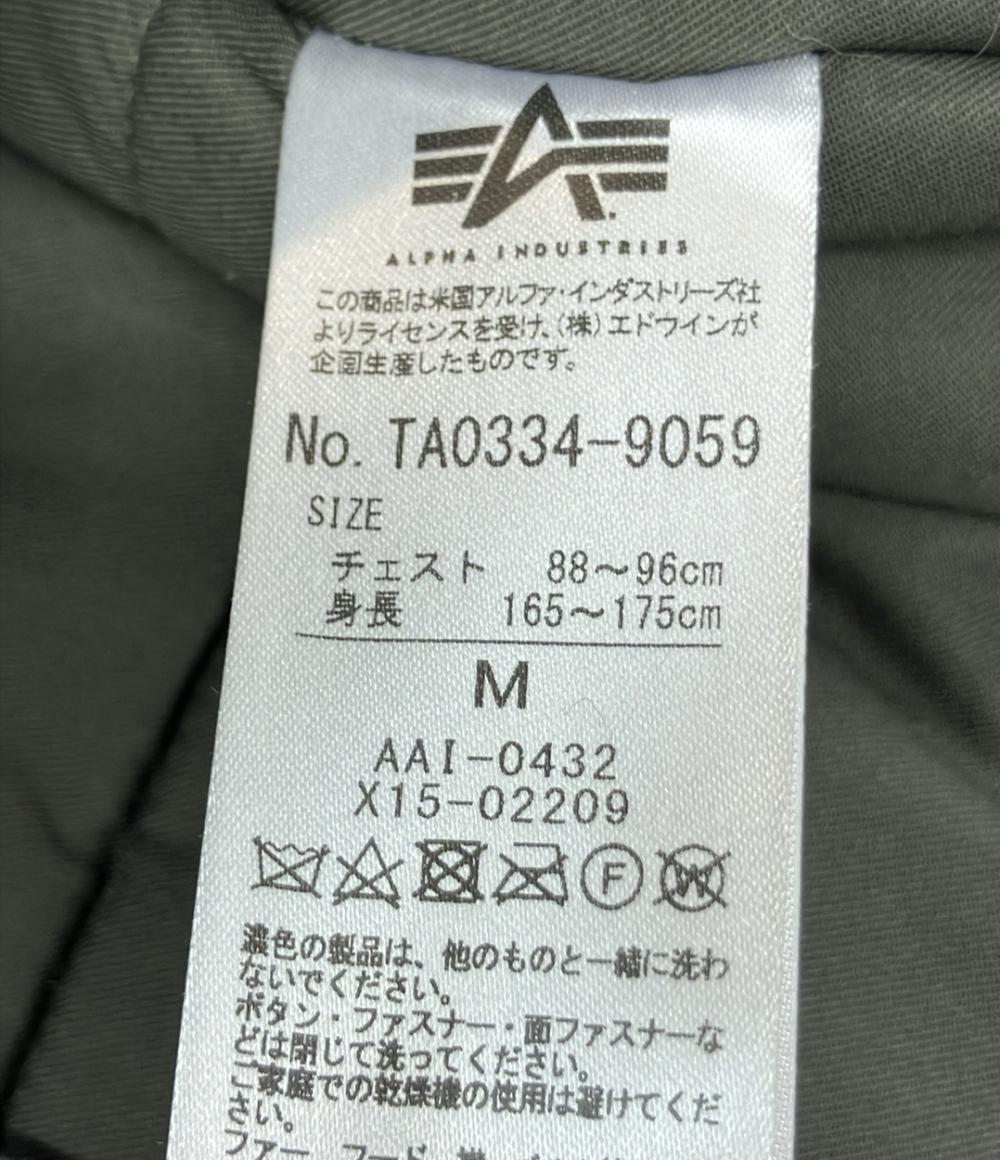 ALPHA INDUSTRIES
この商品は米国アルファ・インダストリーズ社
よりライセンスを受け、(株)エドウインが
企画生産したものです。
No. TA0334-9059
SIZE
チェスト 88～96cm
身長 165～175cm
M
AAI-0432
X15-02209
F W
濃色の製品は、他のものと一緒に洗わ
ないでください。
ボタン・ファスナー・面ファスナーな
どは閉じて洗ってください。
ご家庭での乾燥機の使用は避けてくだ
さい。
ファー、フード、